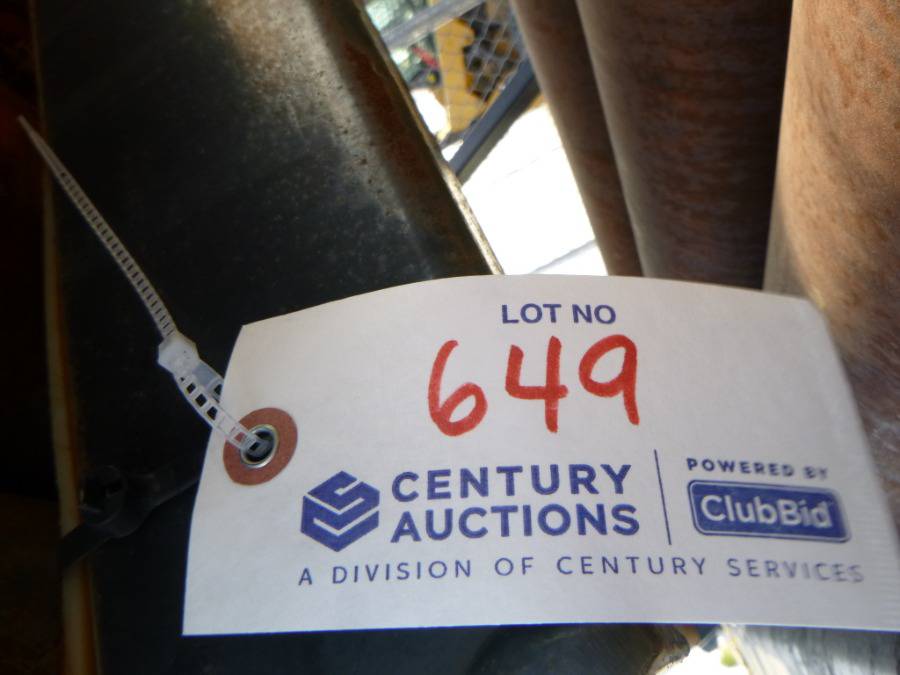 LOT NO
649
CENTURY
AUCTIONS
POWERED BY
ClubBid
A DIVISION OF CENTURY SERVICES